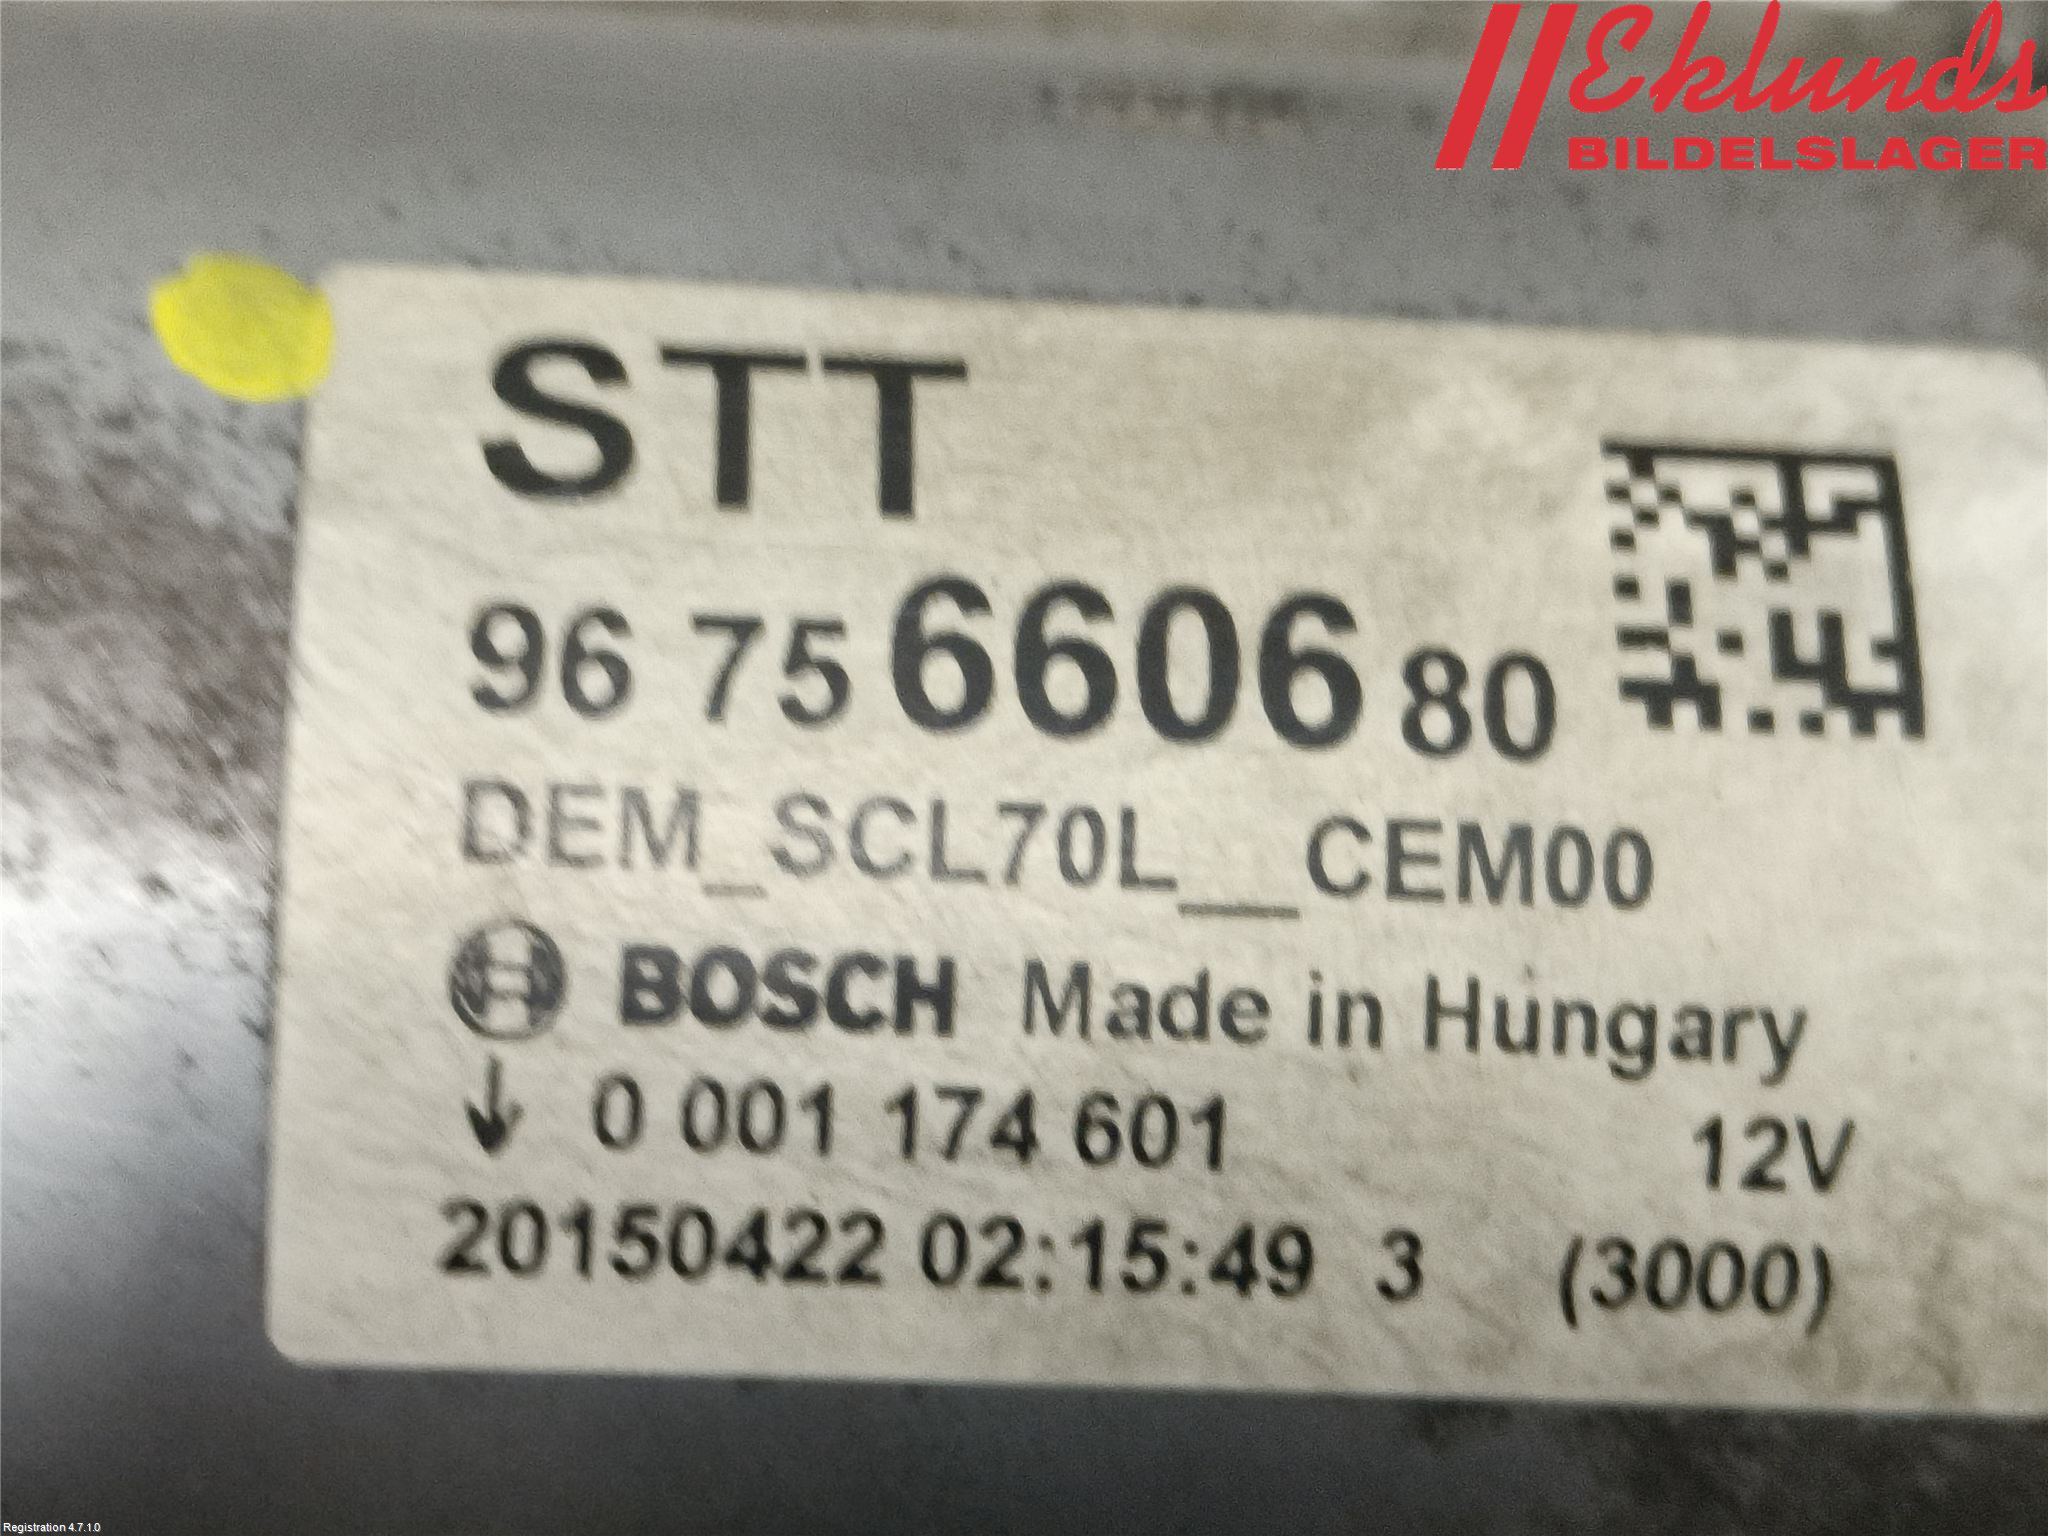 Eklunds
BILDELSLAGER
STT
96 75 6606 80
DEM_SCL70L__CEM00
BOSCH Made in Hungary
↓ 0 001 174 601 12V
20150422 02:15:49 3 (3000)
Registration 4.7.1.0